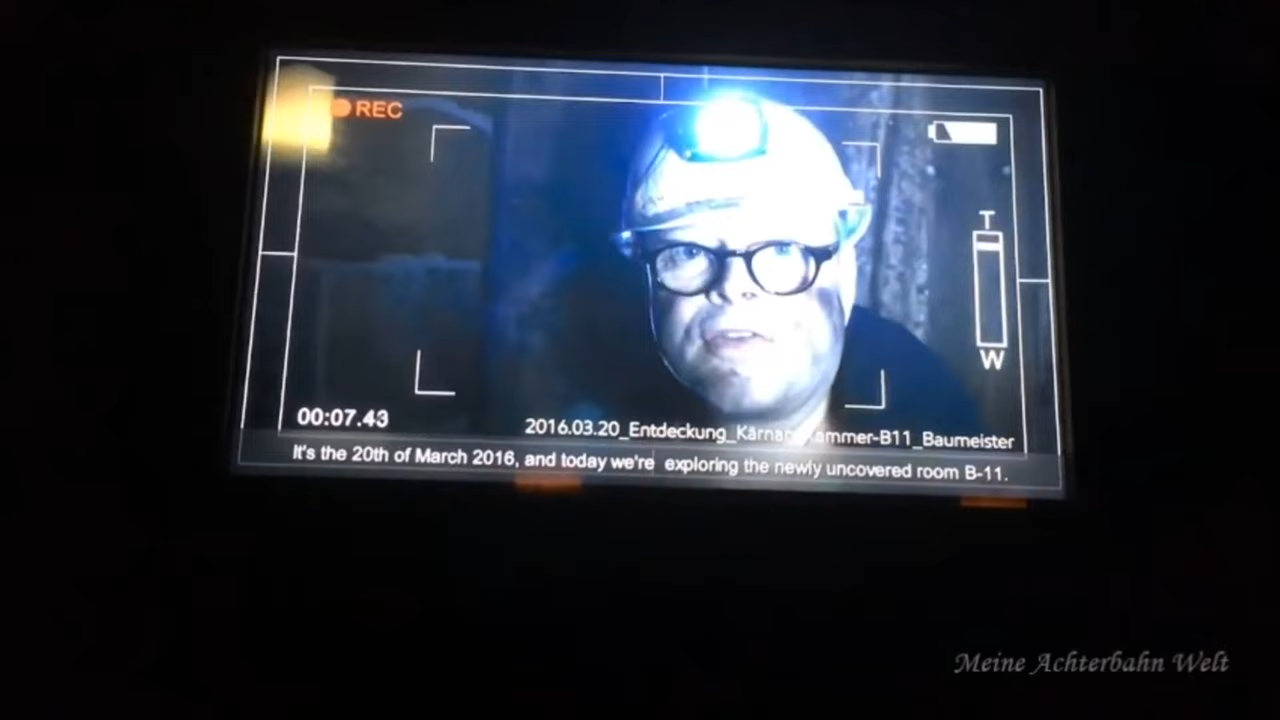 REC
T
W
00:07.43
2016.03.20_Entdeckung_Kärnan ammer-B11_Baumeister
It's the 20th of March 2016, and today we're exploring the newly uncovered room B-11.
Meine Achterbahn Welt